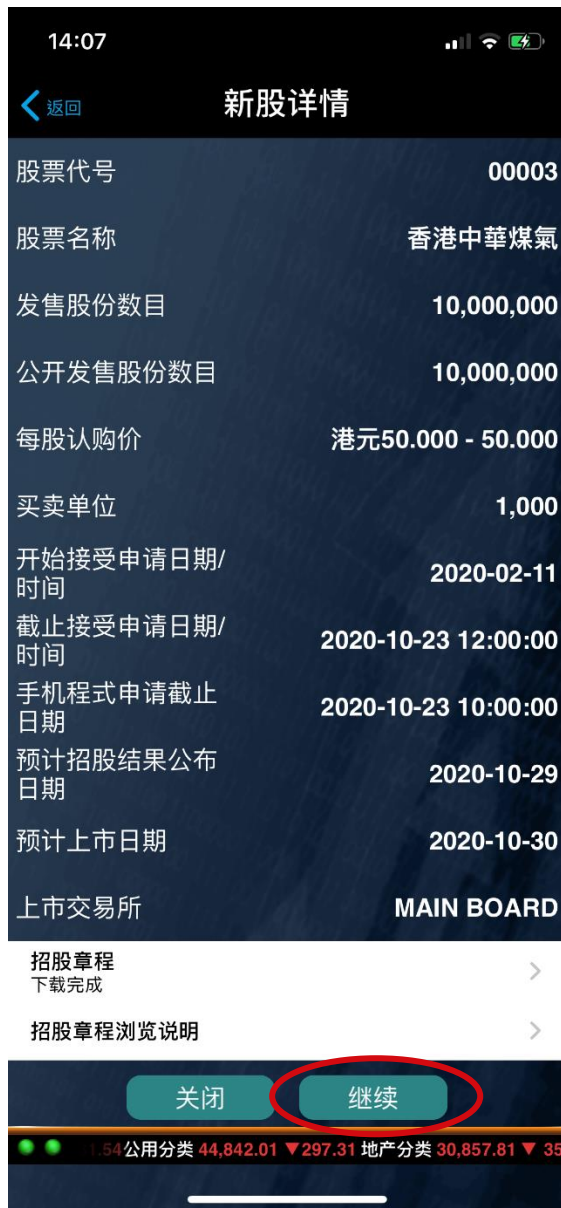 14:07
返回 新股详情
股票代号 00003
股票名称 香港中華煤氣
发售股份数目 10,000,000
公开发售股份数目 10,000,000
每股认购价 港元50.000 - 50.000
买卖单位 1,000
开始接受申请日期/
时间 2020-02-11
截止接受申请日期/
时间 2020-10-23 12:00:00
手机程式申请截止
日期 2020-10-23 10:00:00
预计招股结果公布
日期 2020-10-29
预计上市日期 2020-10-30
上市交易所 MAIN BOARD
招股章程
下载完成
招股章程浏览说明
关闭 继续
.54 公用分类 44,842.01 ▼297.31 地产分类 30,857.81 ▼ 35